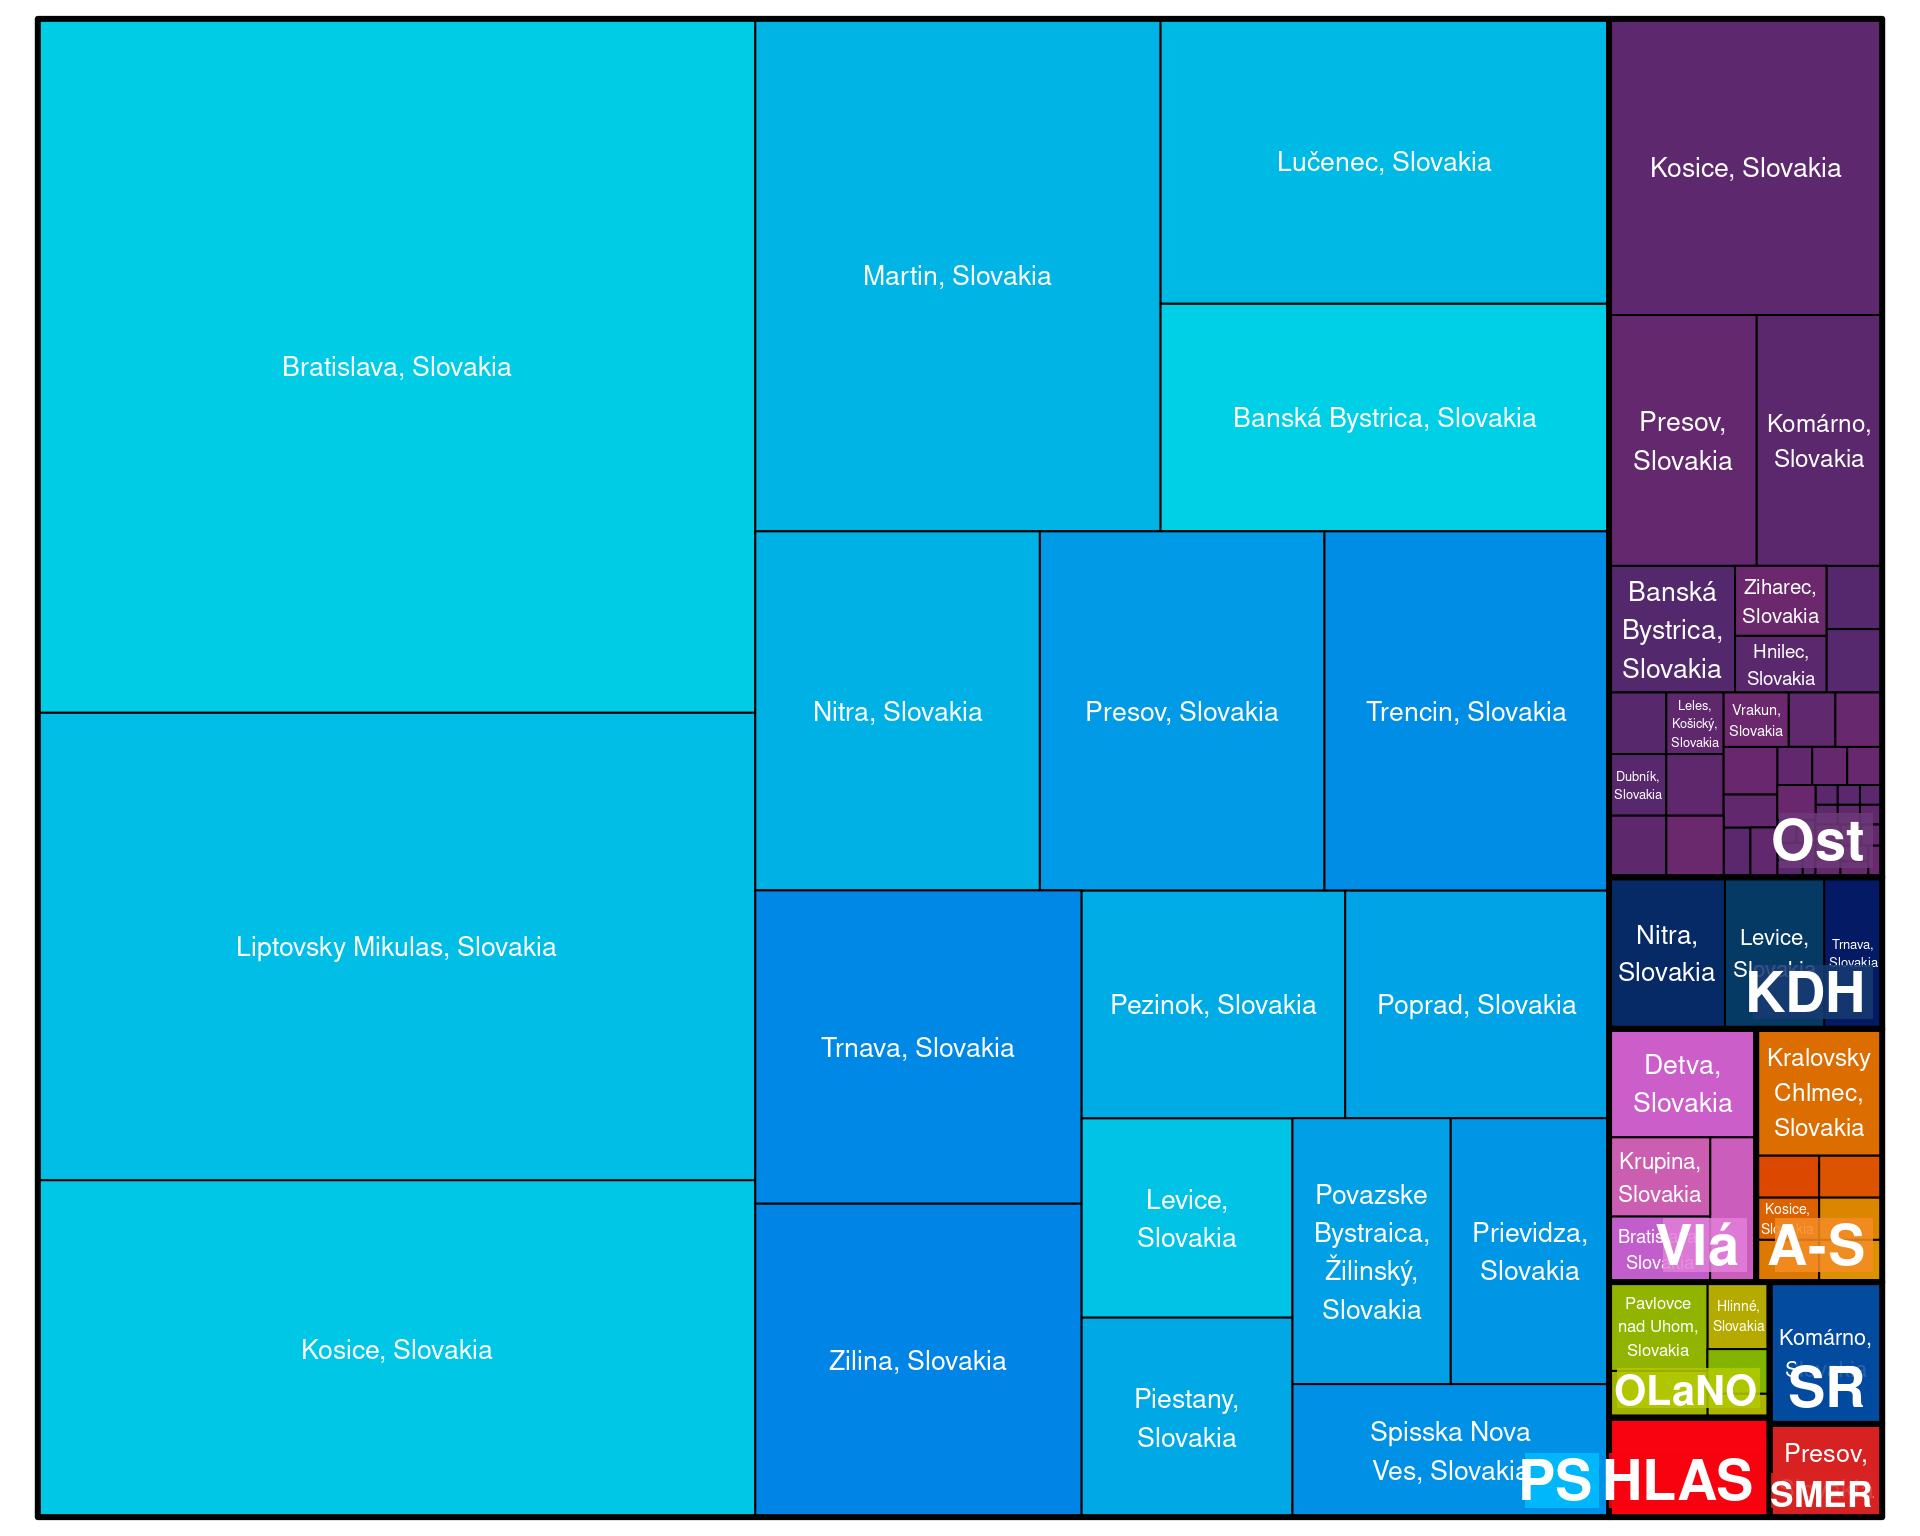 Bratislava, Slovakia
Liptovsky Mikulas, Slovakia
Kosice, Slovakia
Martin, Slovakia
Lučenec, Slovakia
Banská Bystrica, Slovakia
Nitra, Slovakia
Presov, Slovakia
Trencin, Slovakia
Trnava, Slovakia
Zilina, Slovakia
Pezinok, Slovakia
Poprad, Slovakia
Levice,
Slovakia
Piestany,
Slovakia
Povazske
Bystraica,
Žilinský,
Slovakia
Prievidza,
Slovakia
Spisska Nova
Ves, Slovakia
PS
Kosice, Slovakia
Presov,
Slovakia
Komárno,
Slovakia
Banská
Bystrica,
Slovakia
Ziharec,
Slovakia
Hnilec,
Slovakia
Leles,
Košický,
Slovakia
Vrakun,
Slovakia
Dubník,
Slovakia
Ost
Nitra,
Slovakia
Levice,
Slovakia
Trnava,
Slovakia
KDH
Detva,
Slovakia
Krupina,
Slovakia
Vlá
Kralovsky
Chlmec,
Slovakia
Kosice,
Slovakia
A-S
Pavlovce
nad Uhom,
Slovakia
Hlinné,
Slovakia
OLaNO
Komárno,
Slovakia
SR
HLAS
Presov,
SMER